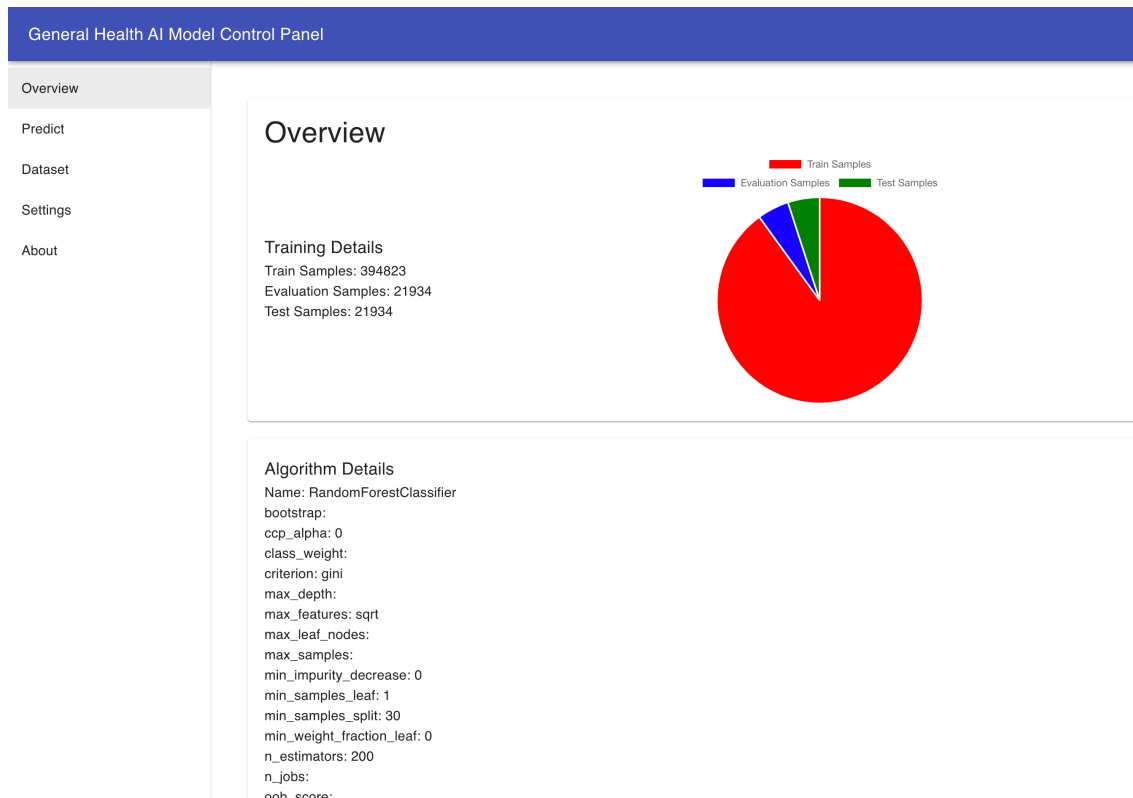 General Health AI Model Control Panel
Overview
Predict
Dataset
Settings
About
Overview
Train Samples
Evaluation Samples Test Samples
Training Details
Train Samples: 394823
Evaluation Samples: 21934
Test Samples: 21934
Algorithm Details
Name: RandomForestClassifier
bootstrap:
ccp_alpha: 0
class_weight:
criterion: gini
max_depth:
max_features: sqrt
max_leaf_nodes:
max_samples:
min_impurity_decrease: 0
min_samples_leaf: 1
min_samples_split: 30
min_weight_fraction_leaf: 0
n_estimators: 200
n_jobs:
oob_score: